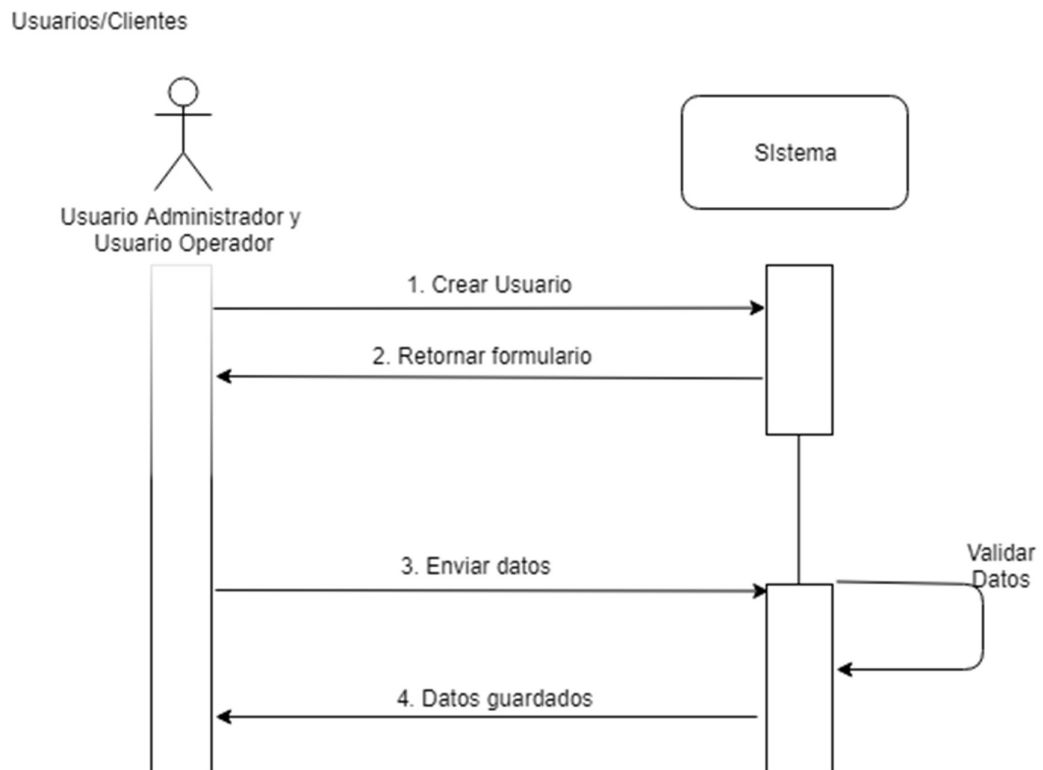 Usuarios/Clientes
SIstema
Usuario Administrador y
Usuario Operador
1. Crear Usuario
2. Retornar formulario
3. Enviar datos
Validar
Datos
4. Datos guardados